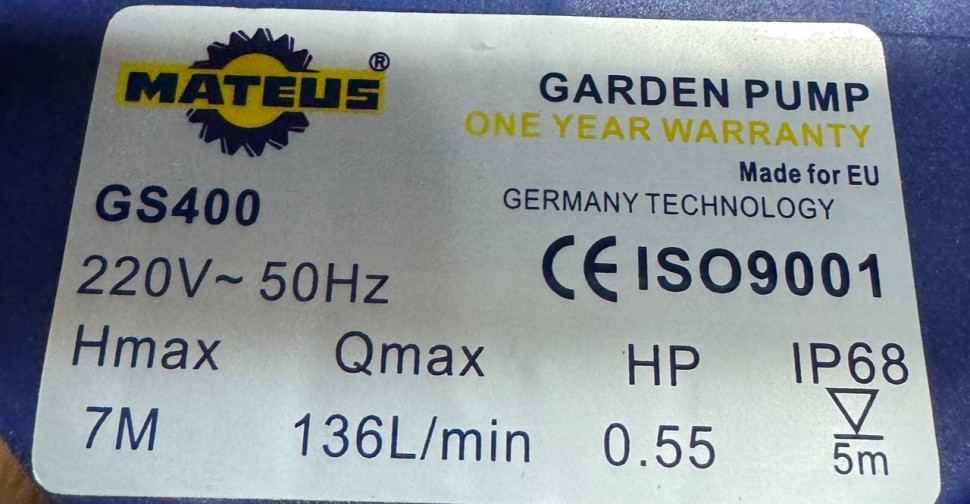 MATEUS®
GARDEN PUMP
ONE YEAR WARRANTY
Made for EU
GERMANY TECHNOLOGY
GS400
CE ISO9001
220V~ 50Hz
Hmax Qmax HP IP68
7M 136L/min 0.55 5m